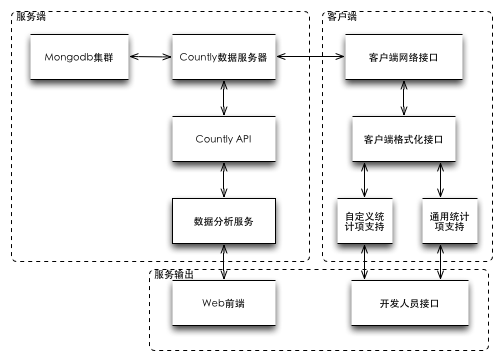 服务端
客户端
Mongodb集群
Countly数据服务器
客户端网络接口
Countly API
客户端格式化接口
数据分析服务
自定义统
计项支持
通用统计
项支持
服务输出
Web前端
开发人员接口